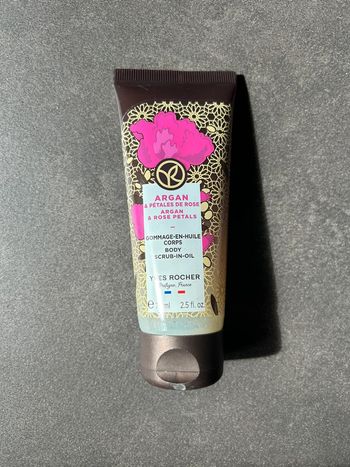 ARGAN
& PÉTALES DE ROSE
ARGAN
& ROSE PETALS
GOMMAGE-EN-HUILE
CORPS
BODY
SCRUB-IN-OIL
YVES ROCHER
France
2.5 fl.oz